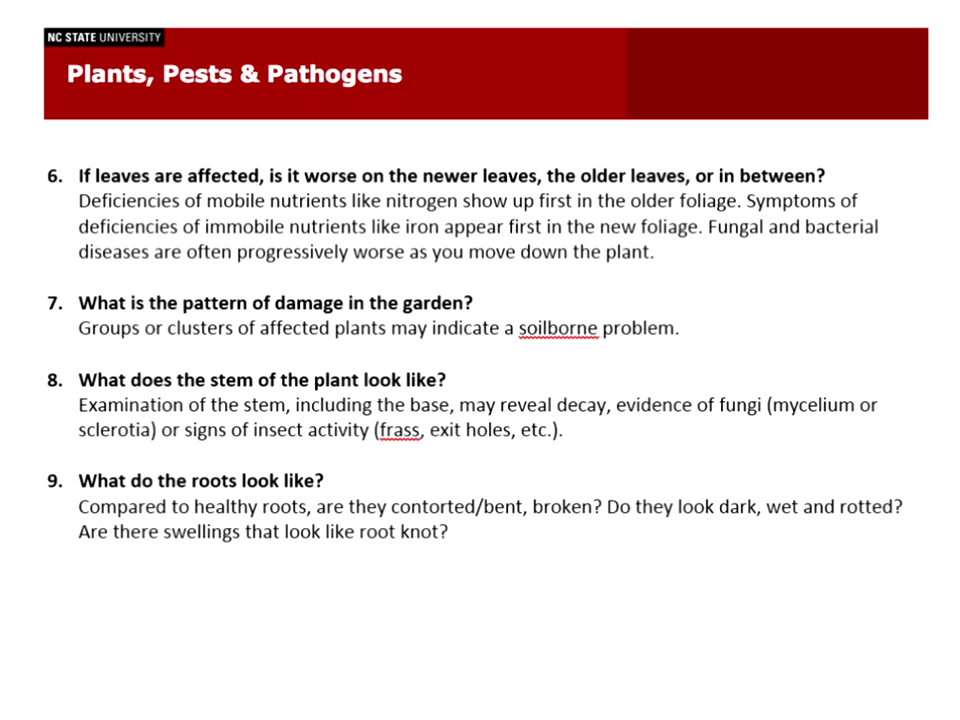 NC STATE UNIVERSITY
Plants, Pests & Pathogens
6. If leaves are affected, is it worse on the newer leaves, the older leaves, or in between?
Deficiencies of mobile nutrients like nitrogen show up first in the older foliage. Symptoms of
deficiencies of immobile nutrients like iron appear first in the new foliage. Fungal and bacterial
diseases are often progressively worse as you move down the plant.
7. What is the pattern of damage in the garden?
Groups or clusters of affected plants may indicate a soilborne problem.
8. What does the stem of the plant look like?
Examination of the stem, including the base, may reveal decay, evidence of fungi (mycelium or
sclerotia) or signs of insect activity (frass, exit holes, etc.).
9. What do the roots look like?
Compared to healthy roots, are they contorted/bent, broken? Do they look dark, wet and rotted?
Are there swellings that look like root knot?